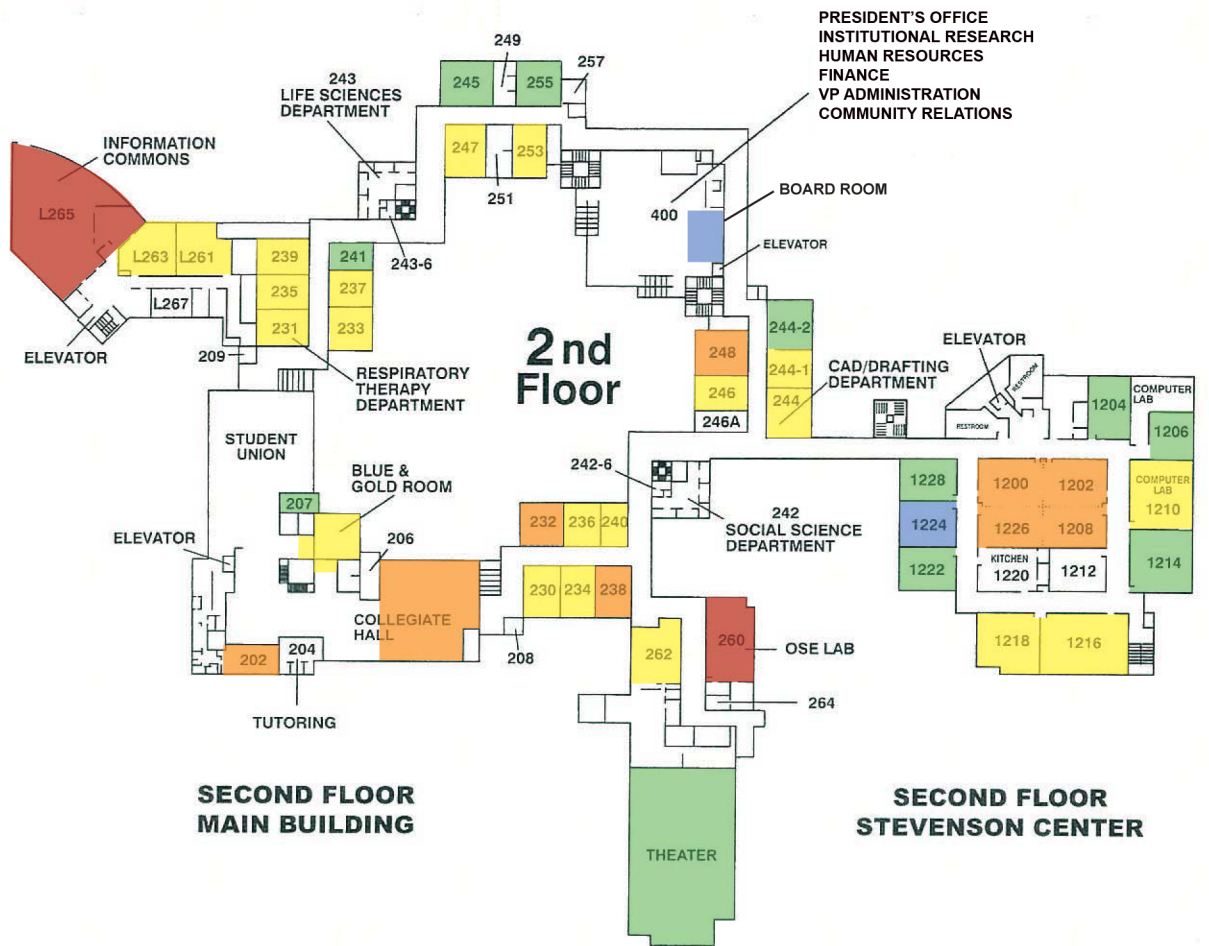 PRESIDENT'S OFFICE
INSTITUTIONAL RESEARCH
HUMAN RESOURCES
FINANCE
VP ADMINISTRATION
COMMUNITY RELATIONS
249
257
243
LIFE SCIENCES
DEPARTMENT
245
255
INFORMATION
COMMONS
247
253
251
BOARD ROOM
400
L265
ELEVATOR
243-6
L263
L261
239
241
235
237
L267
231
233
ELEVATOR
209
RESPIRATORY
THERAPY
DEPARTMENT
2nd
Floor
244-2
248
244-1
246
244
246A
CAD/DRAFTING
DEPARTMENT
ELEVATOR
RESTROOM
RESTROOM
1204
COMPUTER
LAB
1206
STUDENT
UNION
BLUE &
GOLD ROOM
242-6
242
SOCIAL SCIENCE
DEPARTMENT
1228
1200
1202
COMPUTER
LAB
1210
207
232
236
240
1224
1226
1208
ELEVATOR
206
KITCHEN
1220
1212
1222
1214
230
234
238
COLLEGIATE
HALL
208
202
204
TUTORING
262
260
OSE LAB
264
1218
1216
SECOND FLOOR
MAIN BUILDING
SECOND FLOOR
STEVENSON CENTER
THEATER